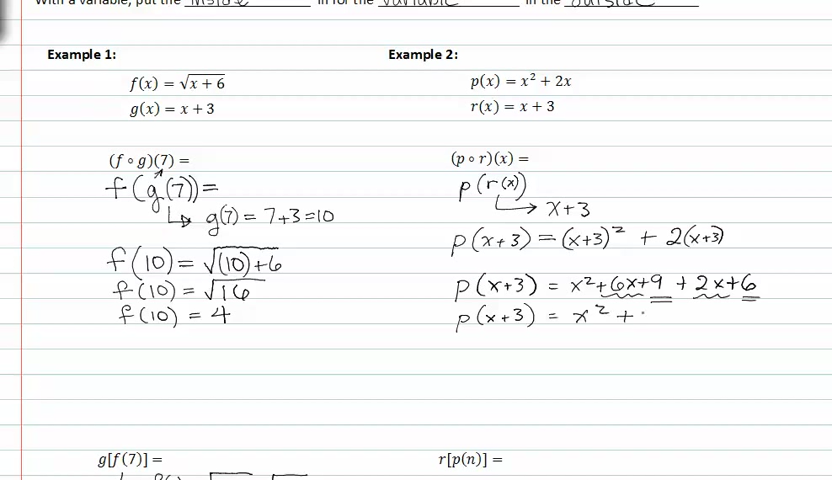 With a variable, put the inside in for the variable in the outside
Example 1:
f(x) = √x + 6
g(x) = x + 3
(f ∘ g)(7) =
f(g(7)) =
g(7) = 7+3 = 10
f(10) = √(10)+6
f(10) = √16
f(10) = 4
g[f(7)] =
Example 2:
p(x) = x² + 2x
r(x) = x + 3
(p ∘ r)(x) =
p(r(x))
x+3
p(x+3) = (x+3)² + 2(x+3)
p(x+3) = x²+6x+9 + 2x+6
p(x+3) = x² +
r[p(n)] =